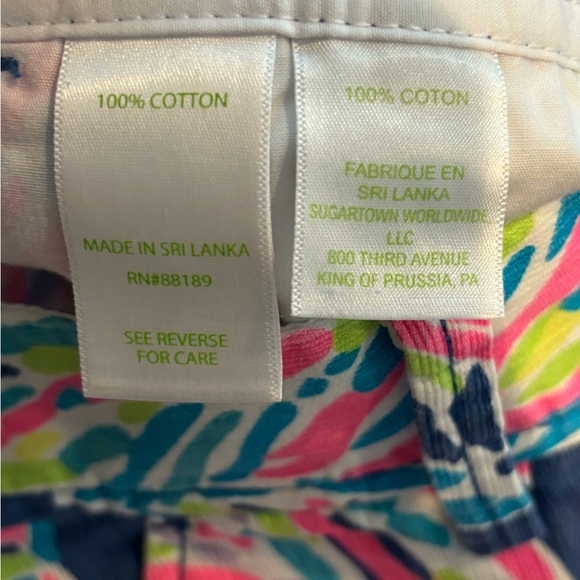 100% COTTON
MADE IN SRI LANKA
RN#88189
SEE REVERSE
FOR CARE
100% COTON
FABRIQUE EN
SRI LANKA
SUGARTOWN WORLDWIDE
LLC
800 THIRD AVENUE
KING OF PRUSSIA, PA